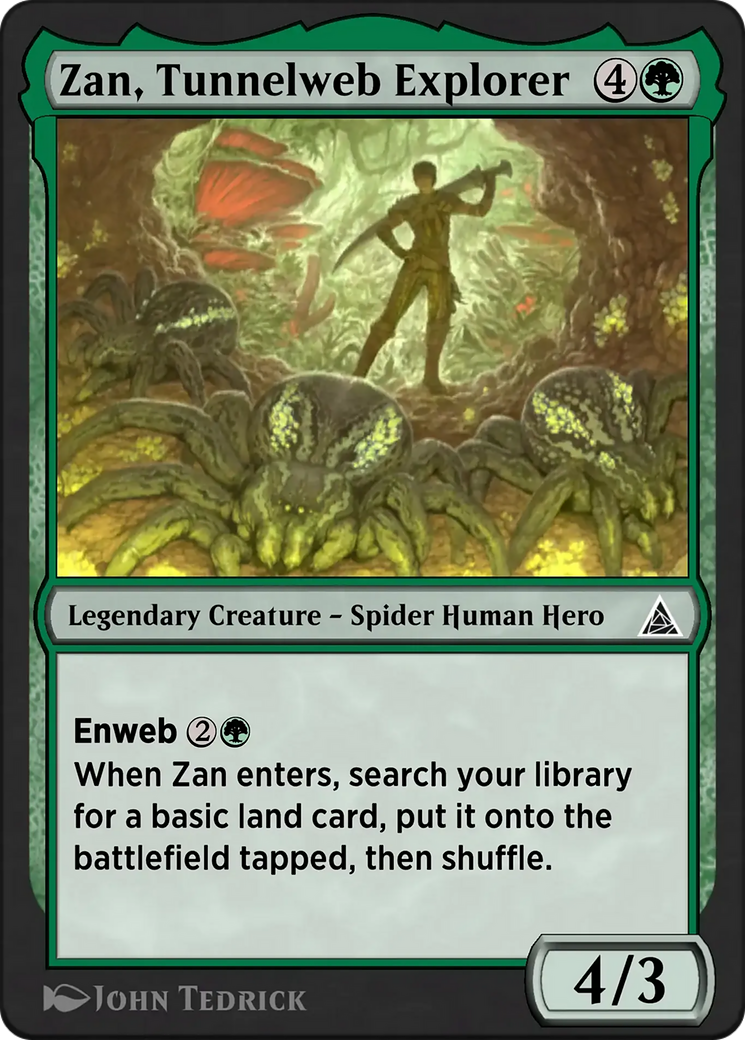 Zan, Tunnelweb Explorer 4
Legendary Creature – Spider Human Hero
Enweb 2
When Zan enters, search your library
for a basic land card, put it onto the
battlefield tapped, then shuffle.
4/3
John Tedrick